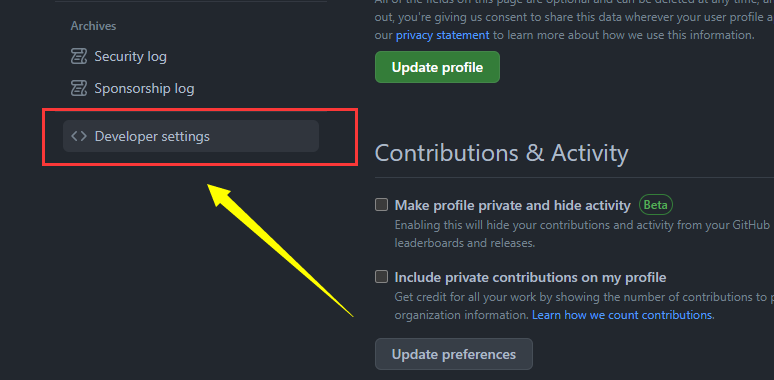 Archives
Security log
Sponsorship log
Developer settings
All of the fields on this page are optional and can be deleted at any time, a
out, you're giving us consent to share this data wherever your user profile a
our privacy statement to learn more about how we use this information.
Update profile
Contributions & Activity
Make profile private and hide activity Beta
Enabling this will hide your contributions and activity from your GitHub
leaderboards and releases.
Include private contributions on my profile
Get credit for all your work by showing the number of contributions to p
organization information. Learn how we count contributions.
Update preferences